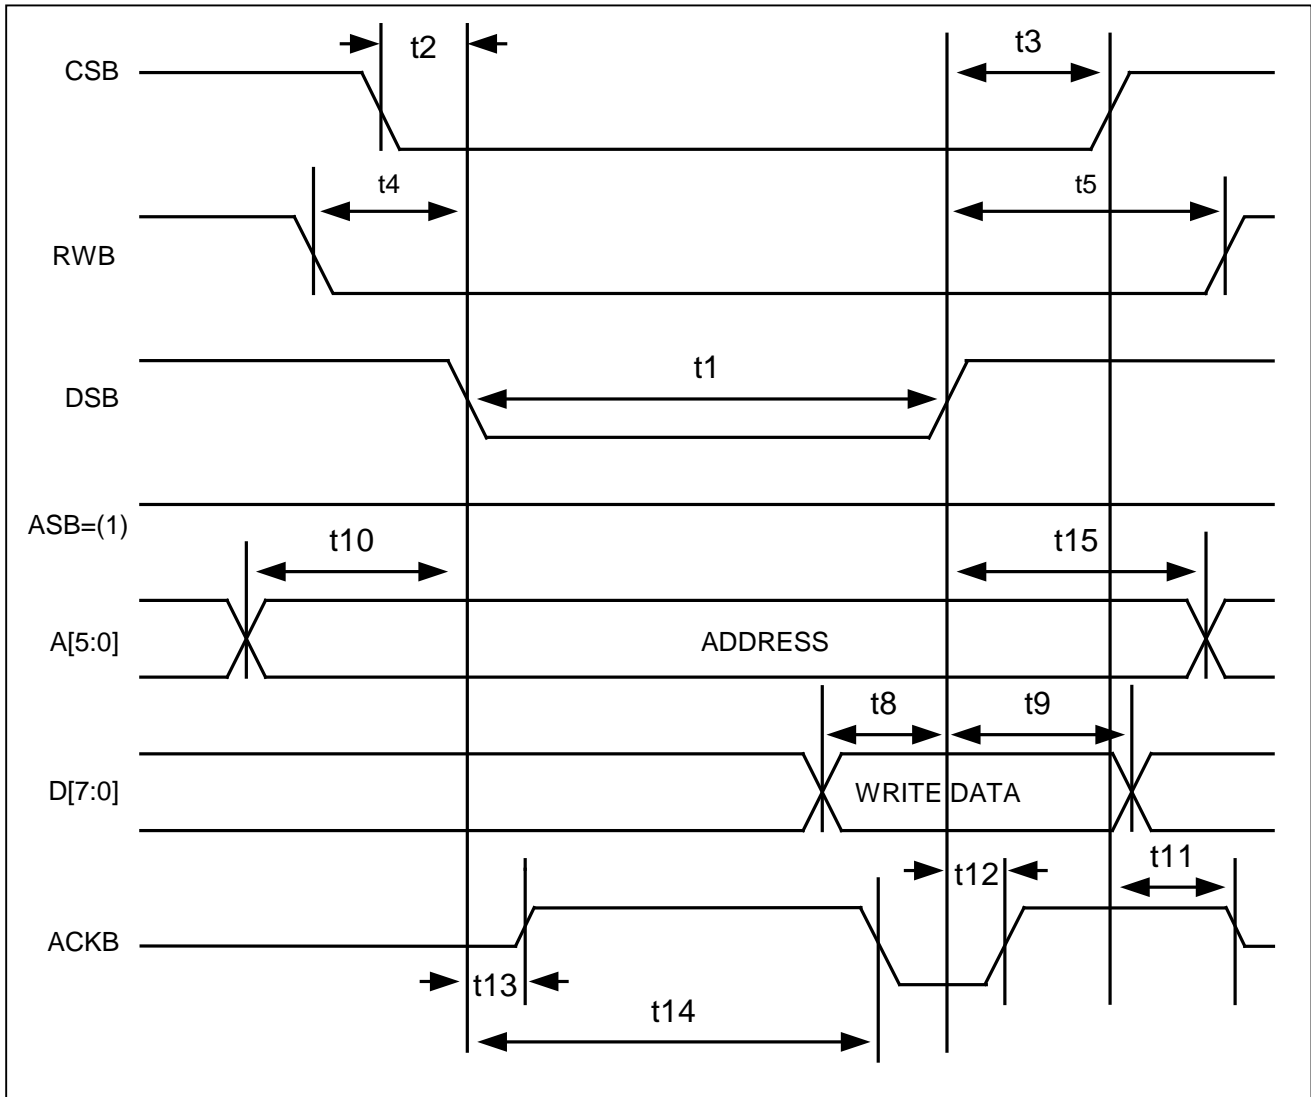 t2
t3
CSB
t4
t5
RWB
t1
DSB
ASB=(1)
t10
t15
A[5:0]
ADDRESS
t8
t9
D[7:0]
WRITE DATA
t12
t11
ACKB
t13
t14